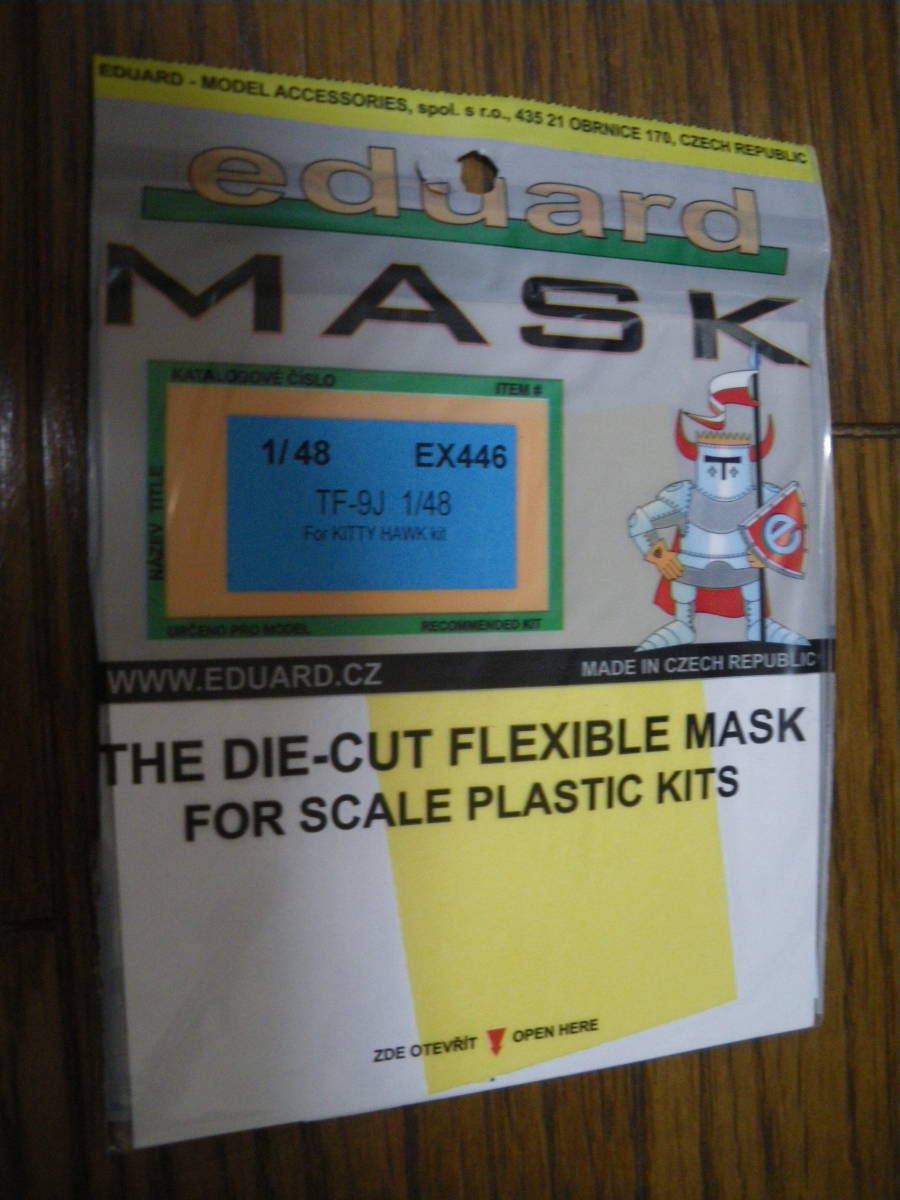 EDUARD - MODEL ACCESSORIES, spol. s r.o., 435 21 OBRNICE 170, CZECH REPUBLIC
eduard
MASK
KATALOGOVÉ ČÍSLO ITEM #
NÁZEV TITLE
1/48 EX446
TF-9J 1/48
For KITTY HAWK kit
URČENO PRO MODEL RECOMMENDED KIT
e
WWW.EDUARD.CZ MADE IN CZECH REPUBLIC
THE DIE-CUT FLEXIBLE MASK
FOR SCALE PLASTIC KITS
ZDE OTEVŘÍT OPEN HERE